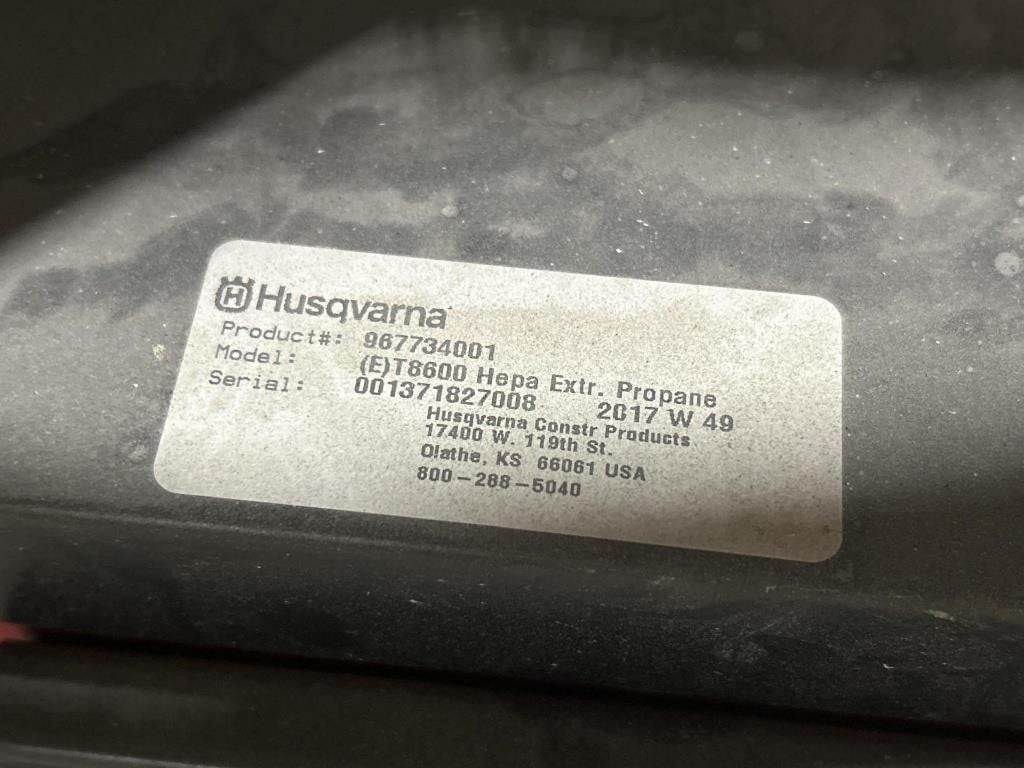 H Husqvarna
Product#: 967734001
Model: (E)T8600 Hepa Extr. Propane
Serial: 001371827008 2017 W 49
Husqvarna Constr Products
17400 W. 119th St.
Olathe, KS 66061 USA
800-288-5040